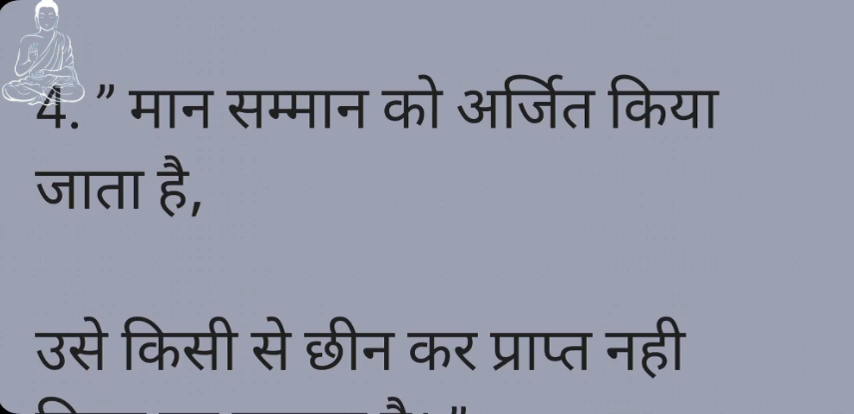 4. ” मान सम्मान को अर्जित किया
जाता है,
उसे किसी से छीन कर प्राप्त नही